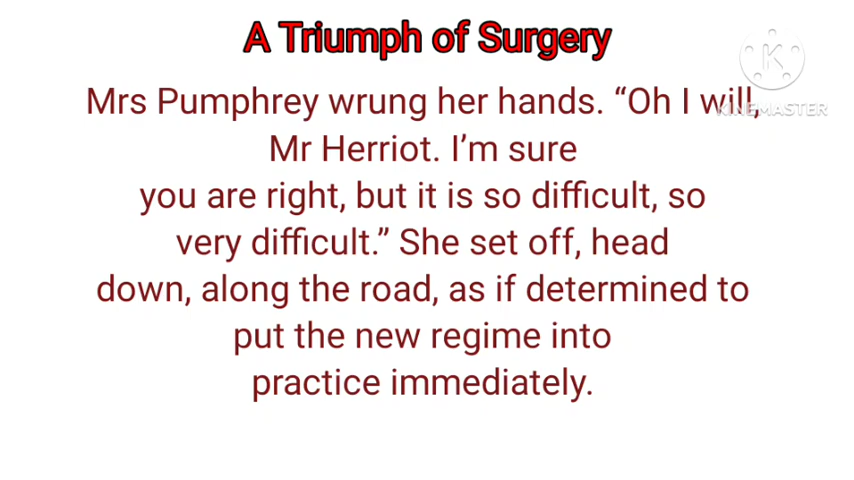 A Triumph of Surgery
KINEMASTER
Mrs Pumphrey wrung her hands. “Oh I will,
Mr Herriot. I’m sure
you are right, but it is so difficult, so
very difficult.” She set off, head
down, along the road, as if determined to
put the new regime into
practice immediately.